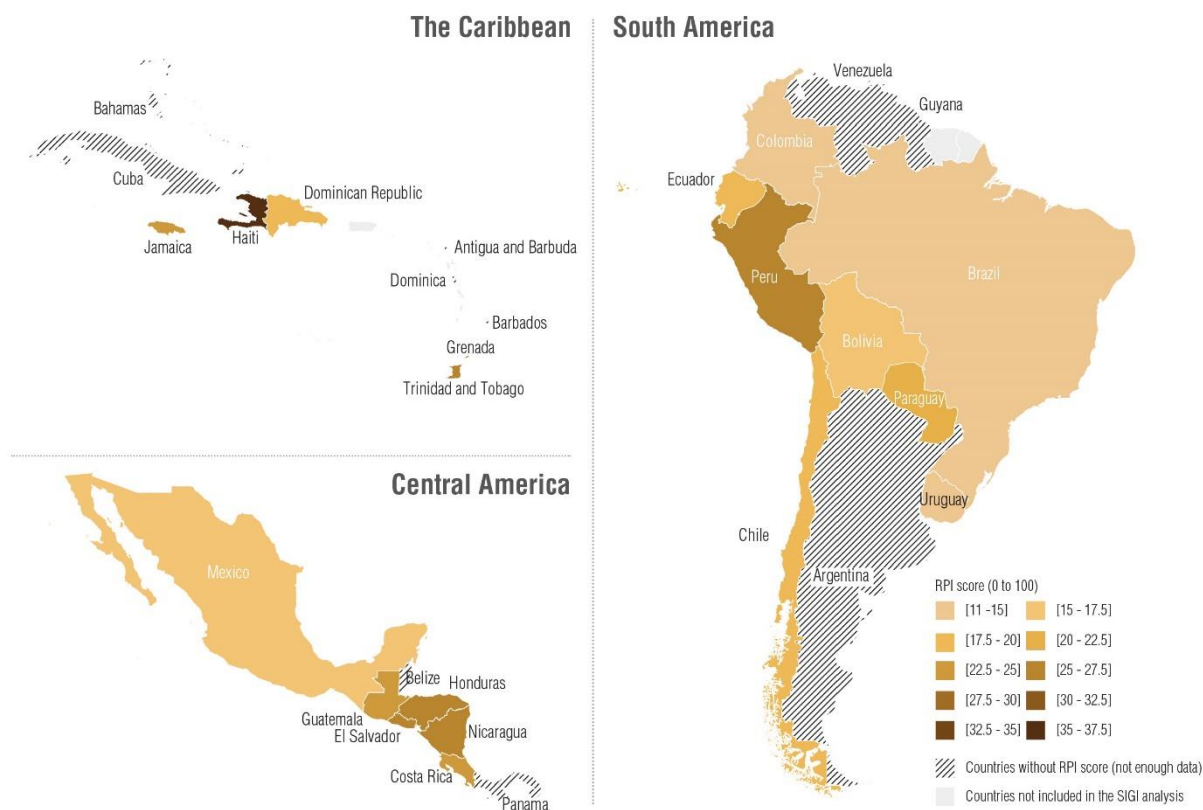 The Caribbean
South America
Bahamas
Cuba
Dominican Republic
Jamaica
Haiti
Antigua and Barbuda
Dominica
Barbados
Grenada
Trinidad and Tobago
Venezuela
Guyana
Colombia
Ecuador
Peru
Brazil
Bolivia
Paraguay
Uruguay
Chile
Argentina
Central America
Mexico
Belize
Honduras
Guatemala
El Salvador
Nicaragua
Costa Rica
Panama
RPI score (0 to 100)
[11 -15] [15 - 17.5]
[17.5 - 20] [20 - 22.5]
[22.5 - 25] [25 - 27.5]
[27.5 - 30] [30 - 32.5]
[32.5 - 35] [35 - 37.5]
Countries without RPI score (not enough data)
Countries not included in the SIGI analysis